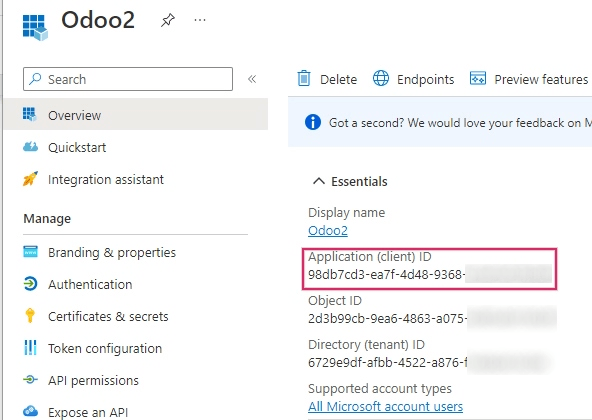 Odoo2
Search
Delete
Endpoints
Preview features
Overview
Got a second? We would love your feedback on M
Quickstart
Integration assistant
Essentials
Manage
Display name
Odoo2
Branding & properties
Application (client) ID
98db7cd3-ea7f-4d48-9368-
Authentication
Object ID
Certificates & secrets
2d3b99cb-9ea6-4863-a075-
Token configuration
Directory (tenant) ID
6729e9df-afbb-4522-a876-f
API permissions
Supported account types
All Microsoft account users
Expose an API